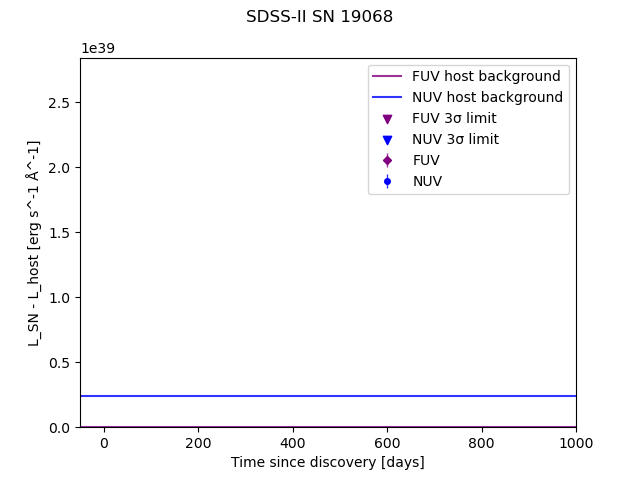 SDSS-II SN 19068
1e39
FUV host background
NUV host background
FUV 3σ limit
NUV 3σ limit
FUV
NUV
2.5
2.0
1.5
1.0
0.5
0.0
L_SN - L_host [erg s^-1 Å^-1]
0
200
400
600
800
1000
Time since discovery [days]